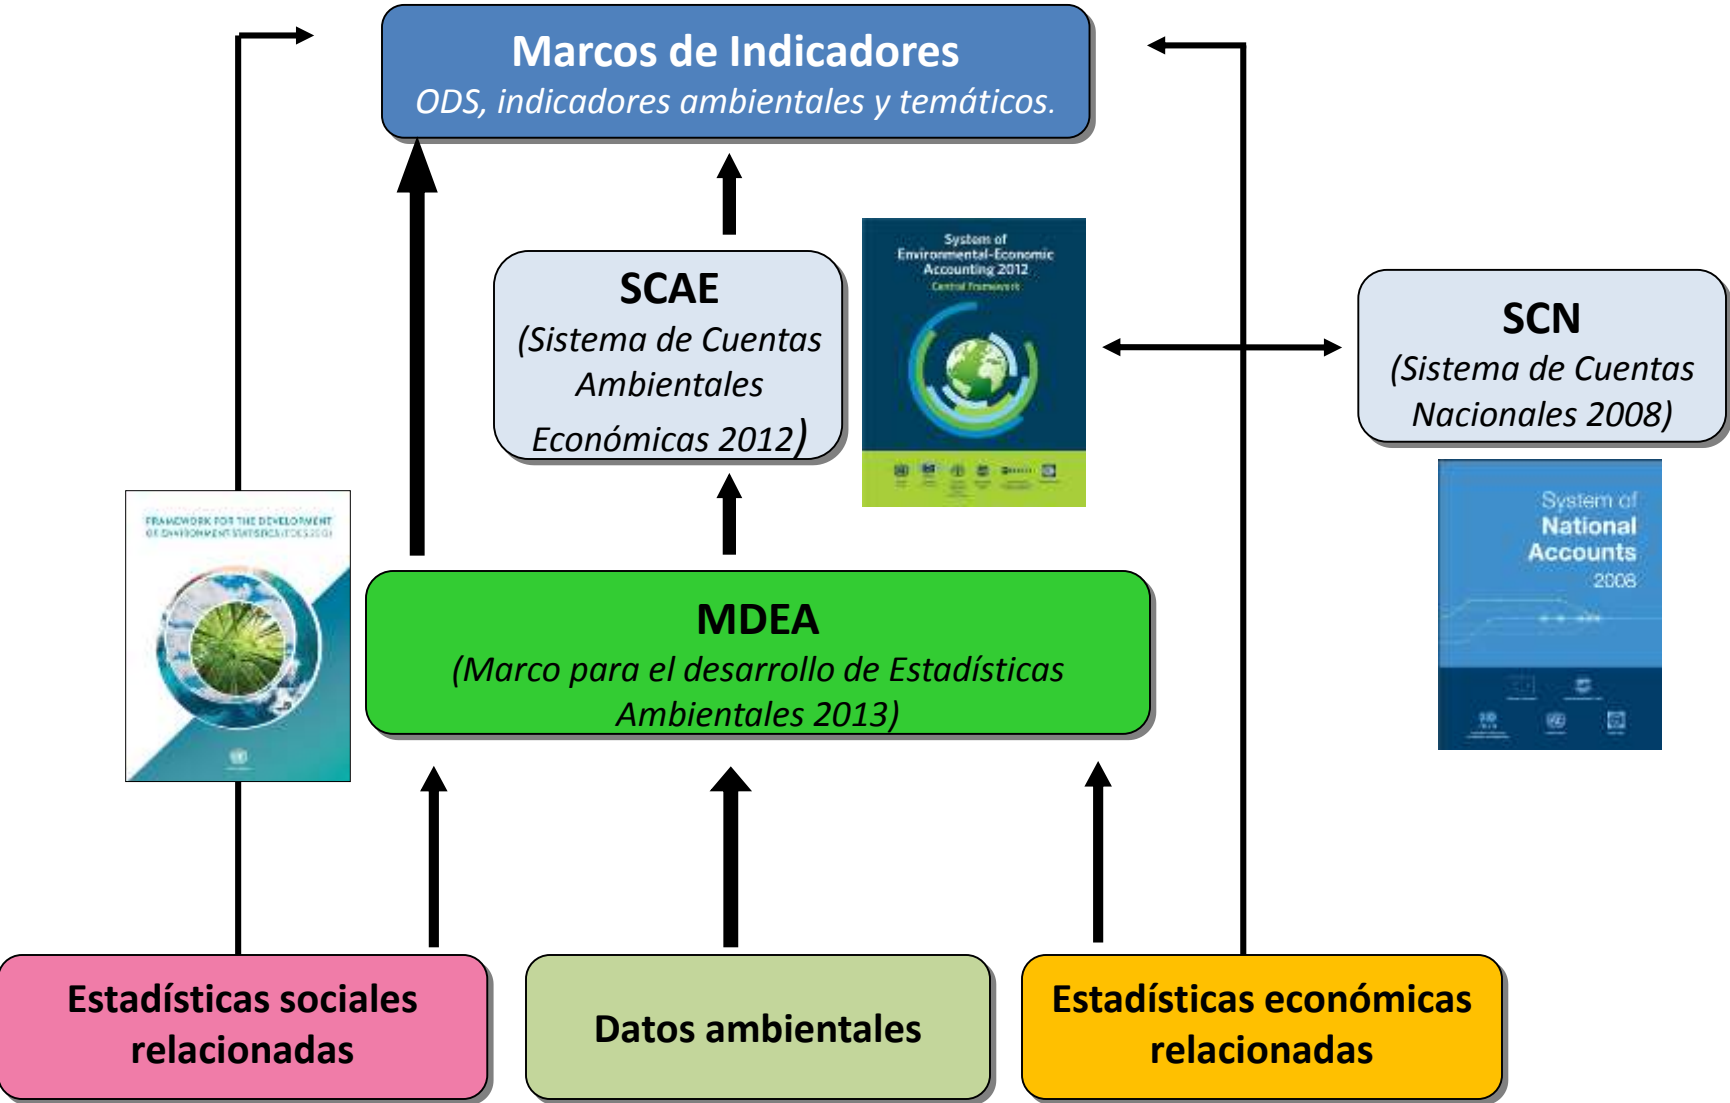 Marcos de Indicadores
ODS, indicadores ambientales y temáticos.
System of
Environmental-Economic
Accounting 2012
Central Framework
SCAE
(Sistema de Cuentas
Ambientales
Económicas 2012)
SCN
(Sistema de Cuentas
Nacionales 2008)
FRAMEWORK FOR THE DEVELOPMENT
OF ENVIRONMENT STATISTICS (FDES 2013)
System of
National
Accounts
2008
MDEA
(Marco para el desarrollo de Estadísticas
Ambientales 2013)
Estadísticas sociales
relacionadas
Datos ambientales
Estadísticas económicas
relacionadas